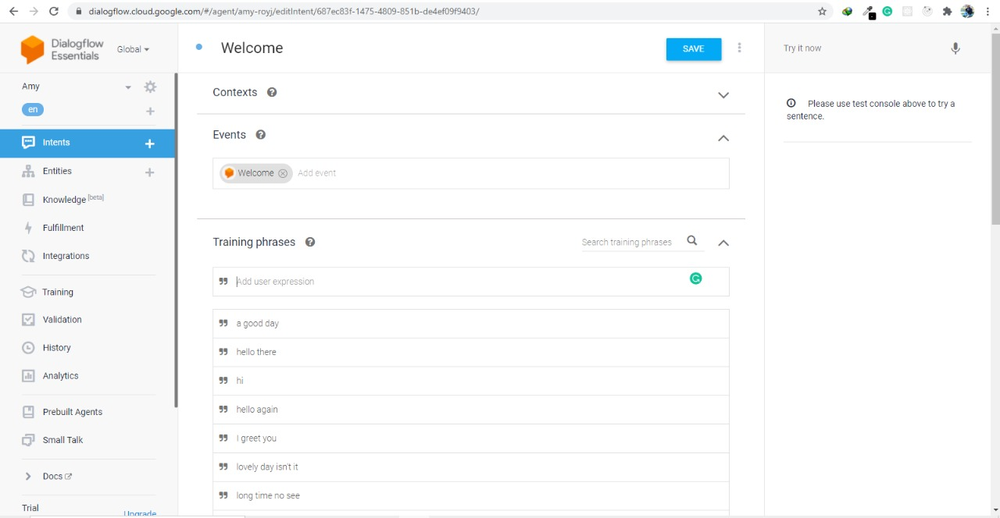 dialogflow.cloud.google.com/#/agent/amy-royj/editIntent/687ec83f-1475-4809-851b-de4ef09f9403/
Dialogflow
Essentials
Global
Amy
en
Intents
Entities
Knowledge [beta]
Fulfillment
Integrations
Training
Validation
History
Analytics
Prebuilt Agents
Small Talk
Docs
Trial
Upgrade
Welcome
SAVE
Contexts
Events
Welcome Add event
Training phrases
Search training phrases
Add user expression
a good day
hello there
hi
hello again
I greet you
lovely day isn't it
long time no see
Try it now
Please use test console above to try a
sentence.